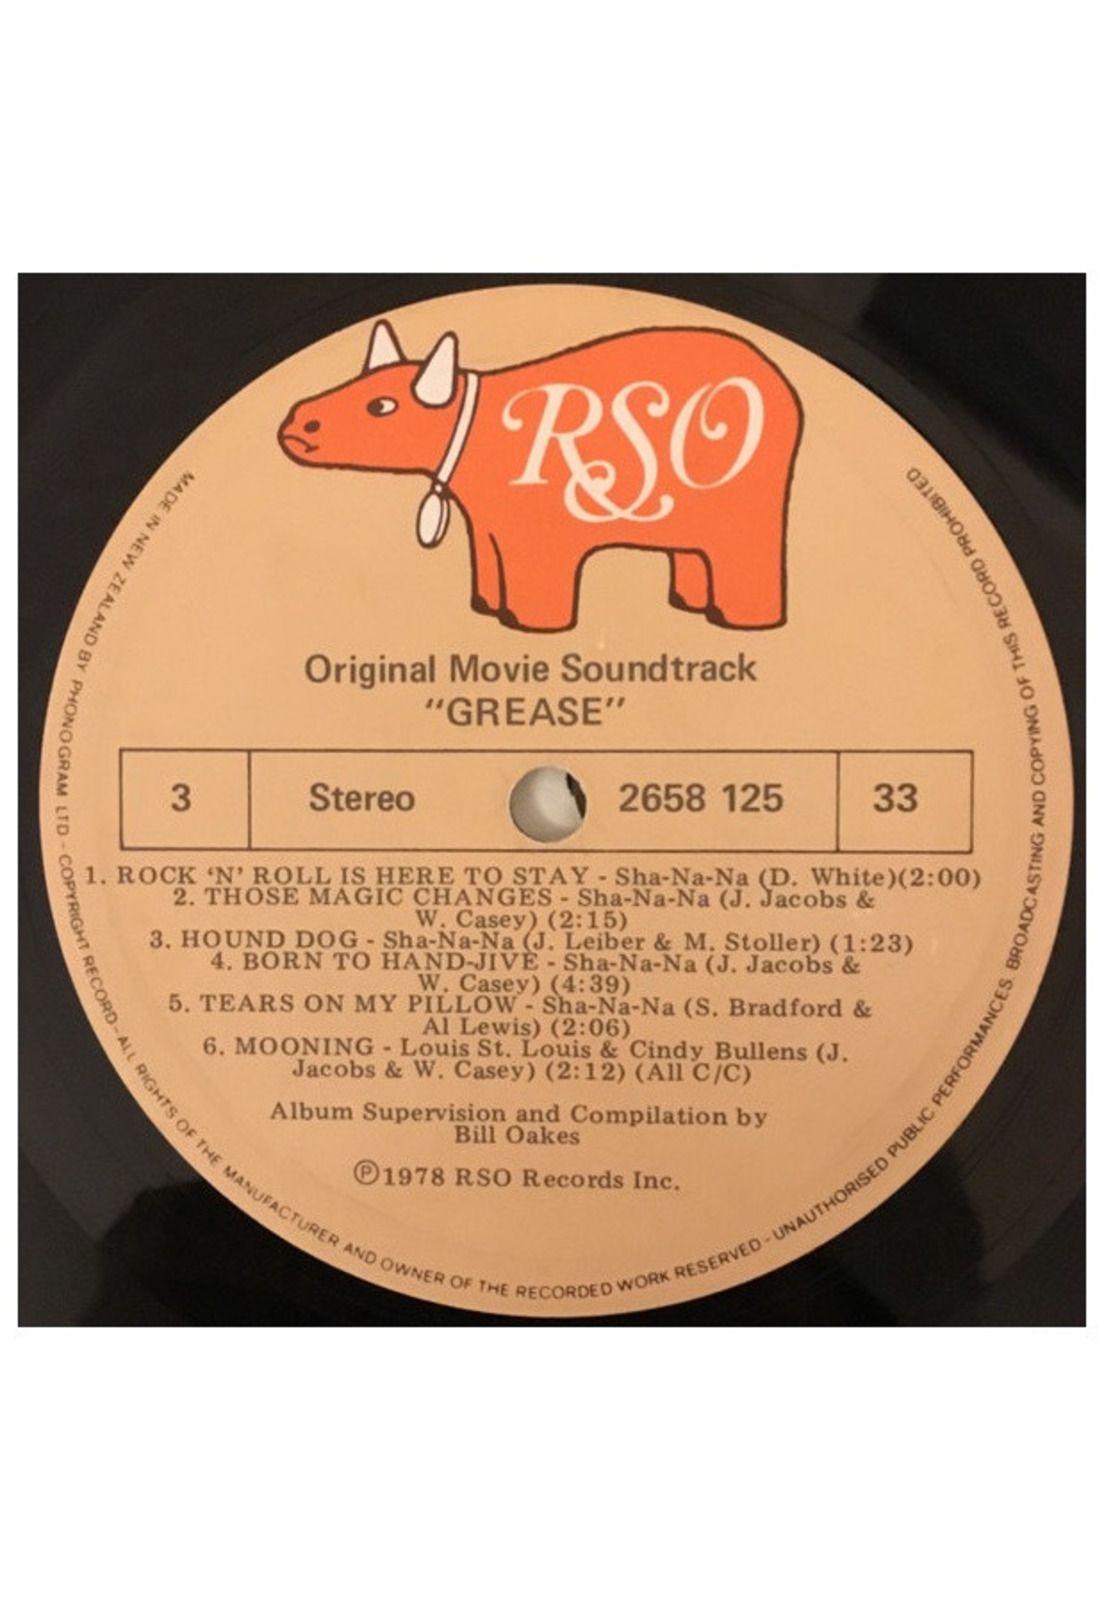 RSO
Original Movie Soundtrack
“GREASE”
3 Stereo 2658 125 33
1. ROCK ‘N’ ROLL IS HERE TO STAY - Sha-Na-Na (D. White)(2:00)
2. THOSE MAGIC CHANGES - Sha-Na-Na (J. Jacobs &
W. Casey) (2:15)
3. HOUND DOG - Sha-Na-Na (J. Leiber & M. Stoller) (1:23)
4. BORN TO HAND-JIVE - Sha-Na-Na (J. Jacobs &
W. Casey) (4:39)
5. TEARS ON MY PILLOW - Sha-Na-Na (S. Bradford &
Al Lewis) (2:06)
6. MOONING - Louis St. Louis & Cindy Bullens (J.
Jacobs & W. Casey) (2:12) (All C/C)
Album Supervision and Compilation by
Bill Oakes
℗1978 RSO Records Inc.
MADE IN NEW ZEALAND BY PHONOGRAM LTD - COPYRIGHT RECORD - ALL RIGHTS OF THE MANUFACTURER AND OWNER OF THE RECORDED WORK RESERVED - UNAUTHORISED PUBLIC PERFORMANCES. BROADCASTING AND COPYING OF THIS RECORD PROHIBITED